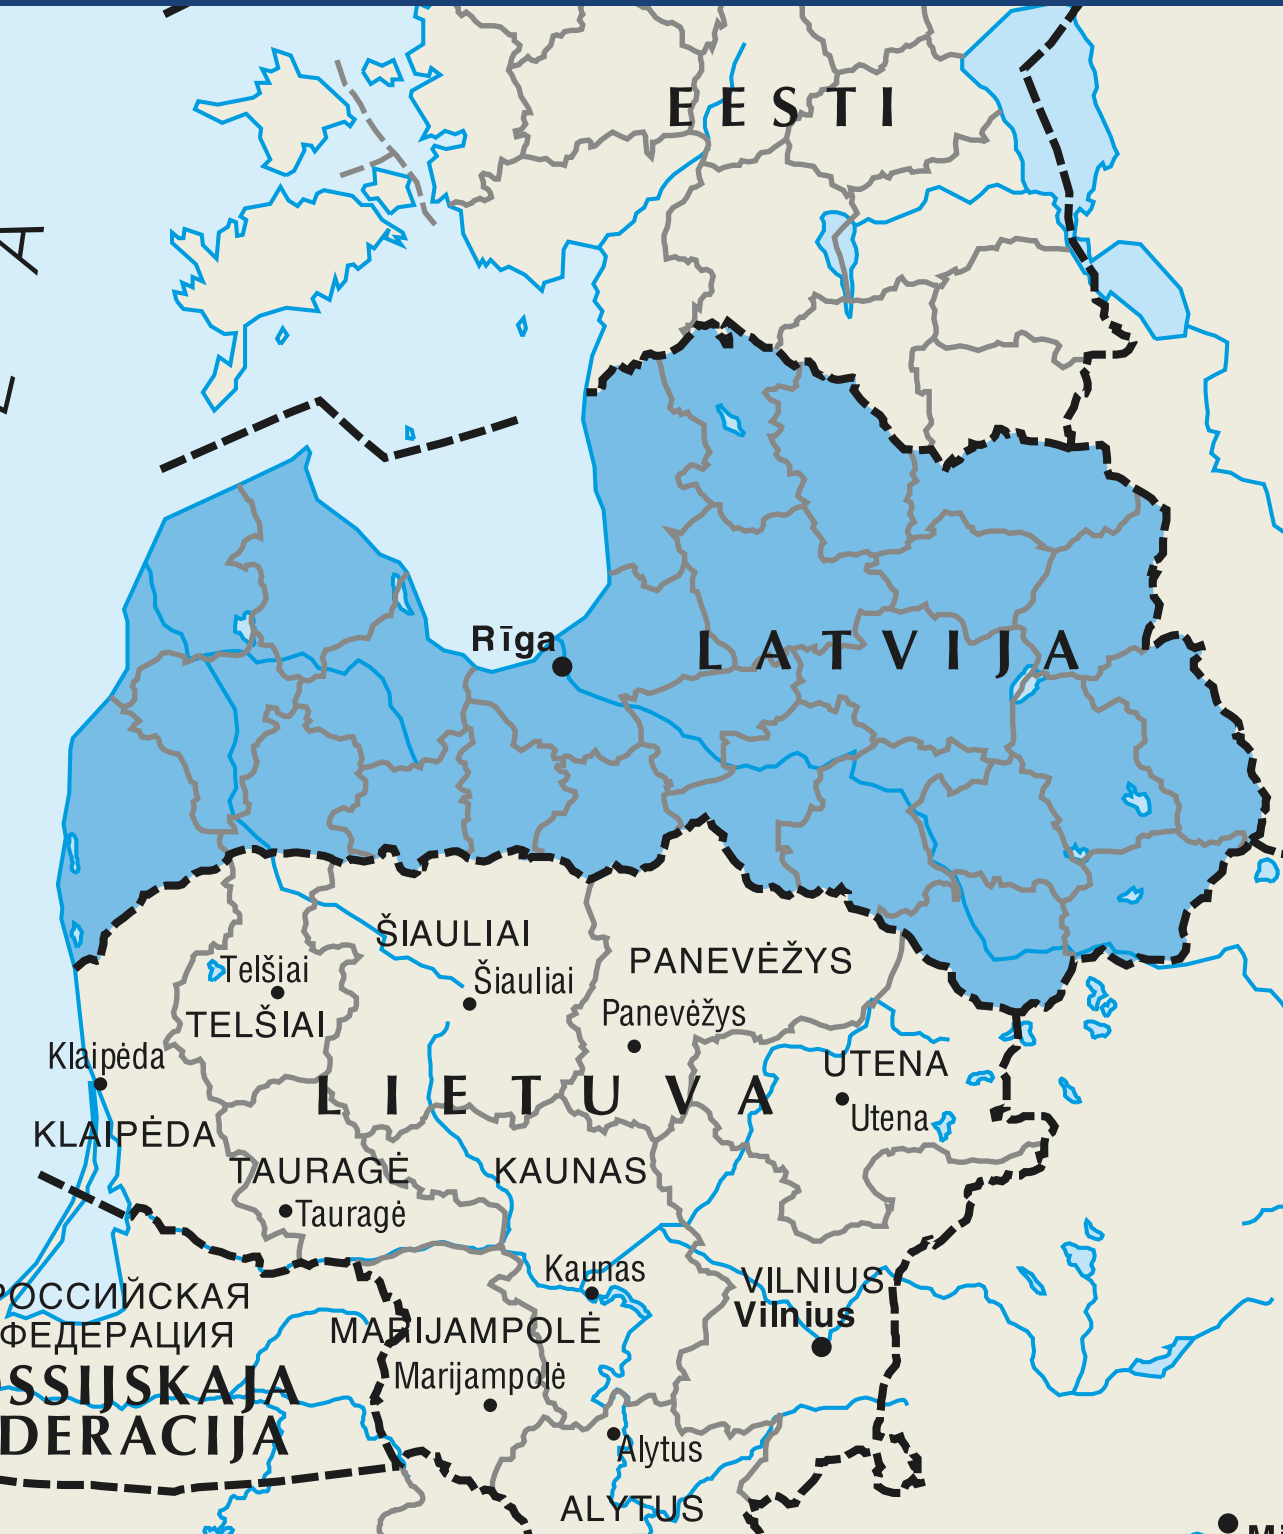 EESTI
A
Rīga
LATVIJA
ŠIAULIAI
PANEVĖŽYS
Telšiai
Šiauliai
Panevėžys
TELŠIAI
Klaipėda
UTENA
LIETUVA
Utena
KLAIPĖDA
TAURAGĖ
KAUNAS
Tauragė
Kaunas
VILNIUS
РОССИЙСКАЯ
Vilnius
ФЕДЕРАЦИЯ
MARIJAMPOLĖ
SSIJSKAJA
Marijampolė
DERACIJA
Alytus
ALYTUS